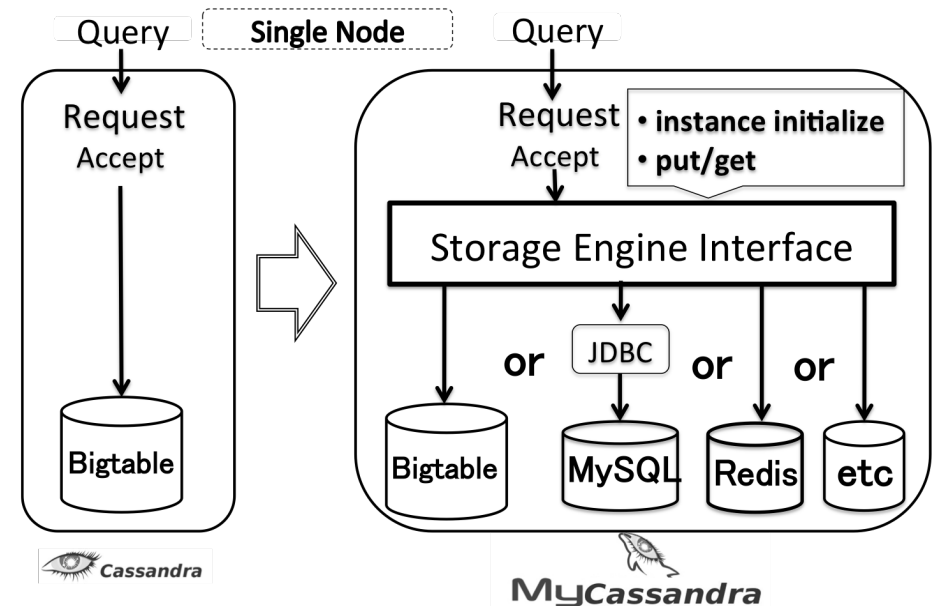 Query
Single Node
Query
Request
Accept
Request
Accept
• instance initialize
• put/get
Storage Engine Interface
JDBC
or
or
or
Bigtable
Bigtable
MySQL
Redis
etc
Cassandra
MyCassandra